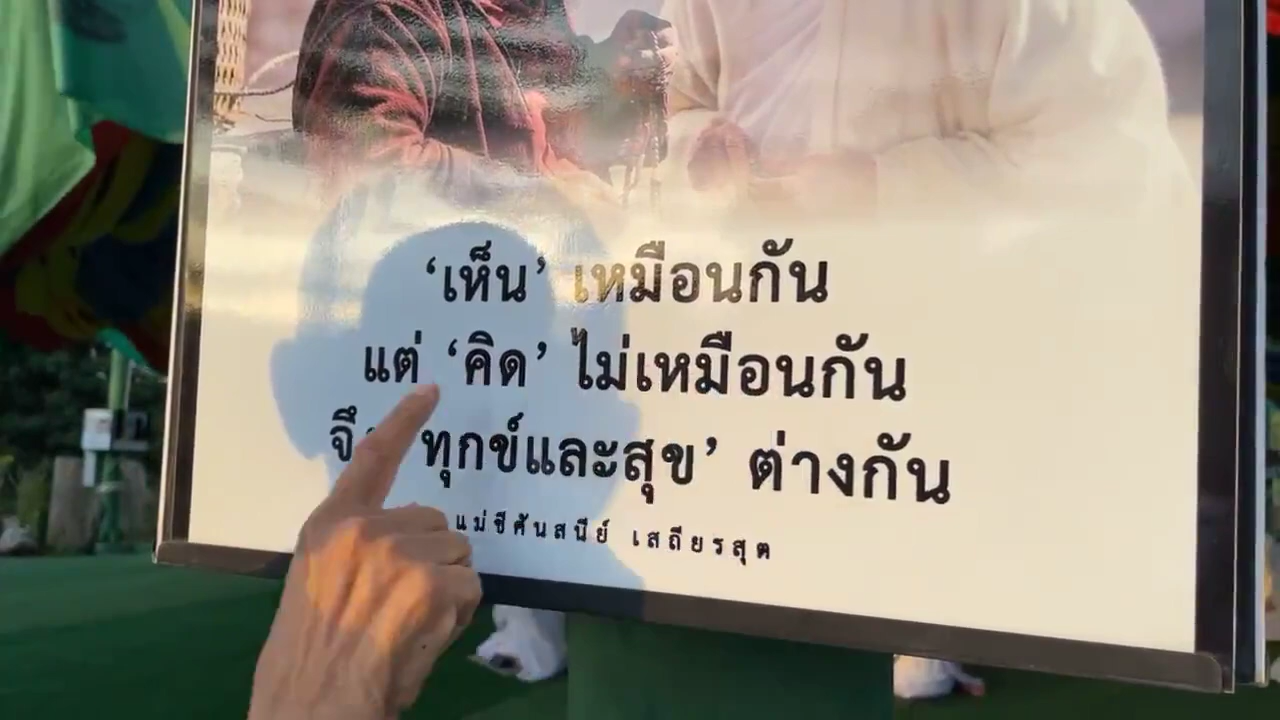 ‘เห็น’ เหมือนกัน
แต่ ‘คิด’ ไม่เหมือนกัน
ทุกข์และสุข’ ต่างกัน
แม่ชีศันสนีย์ เสถียรสุต